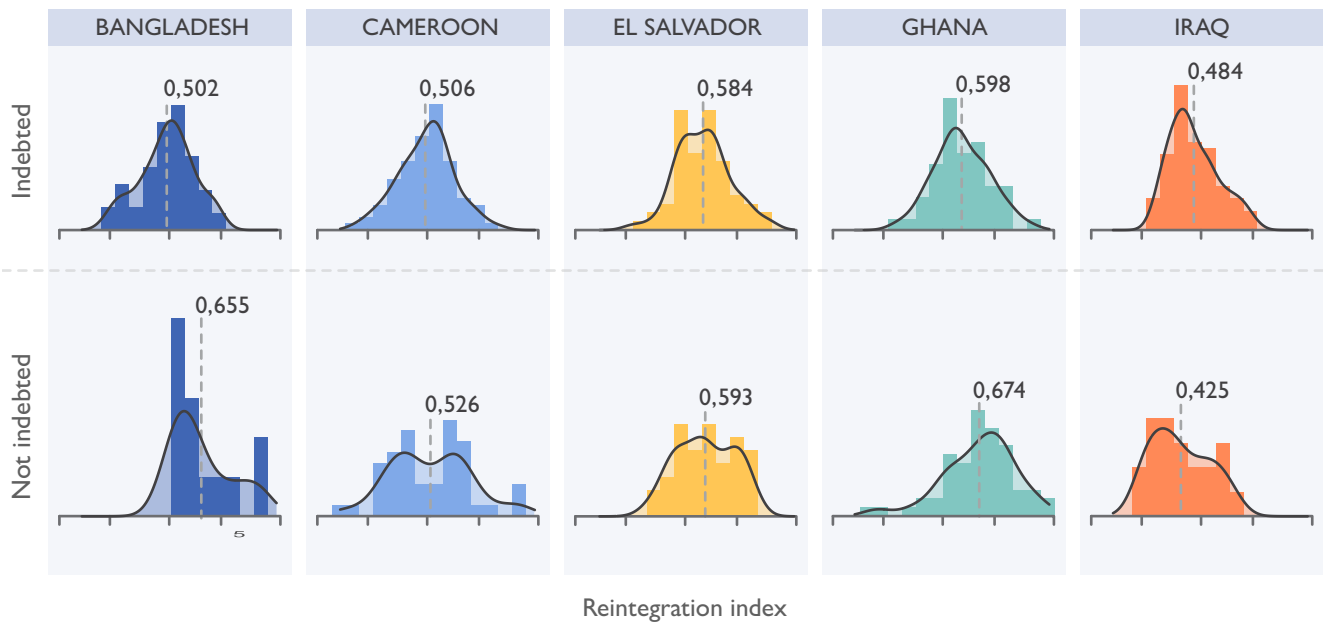 BANGLADESH CAMEROON EL SALVADOR GHANA IRAQ
Indebted
0,502 0,506 0,584 0,598 0,484
Not indebted
0,655 0,526 0,593 0,674 0,425
5
Reintegration index